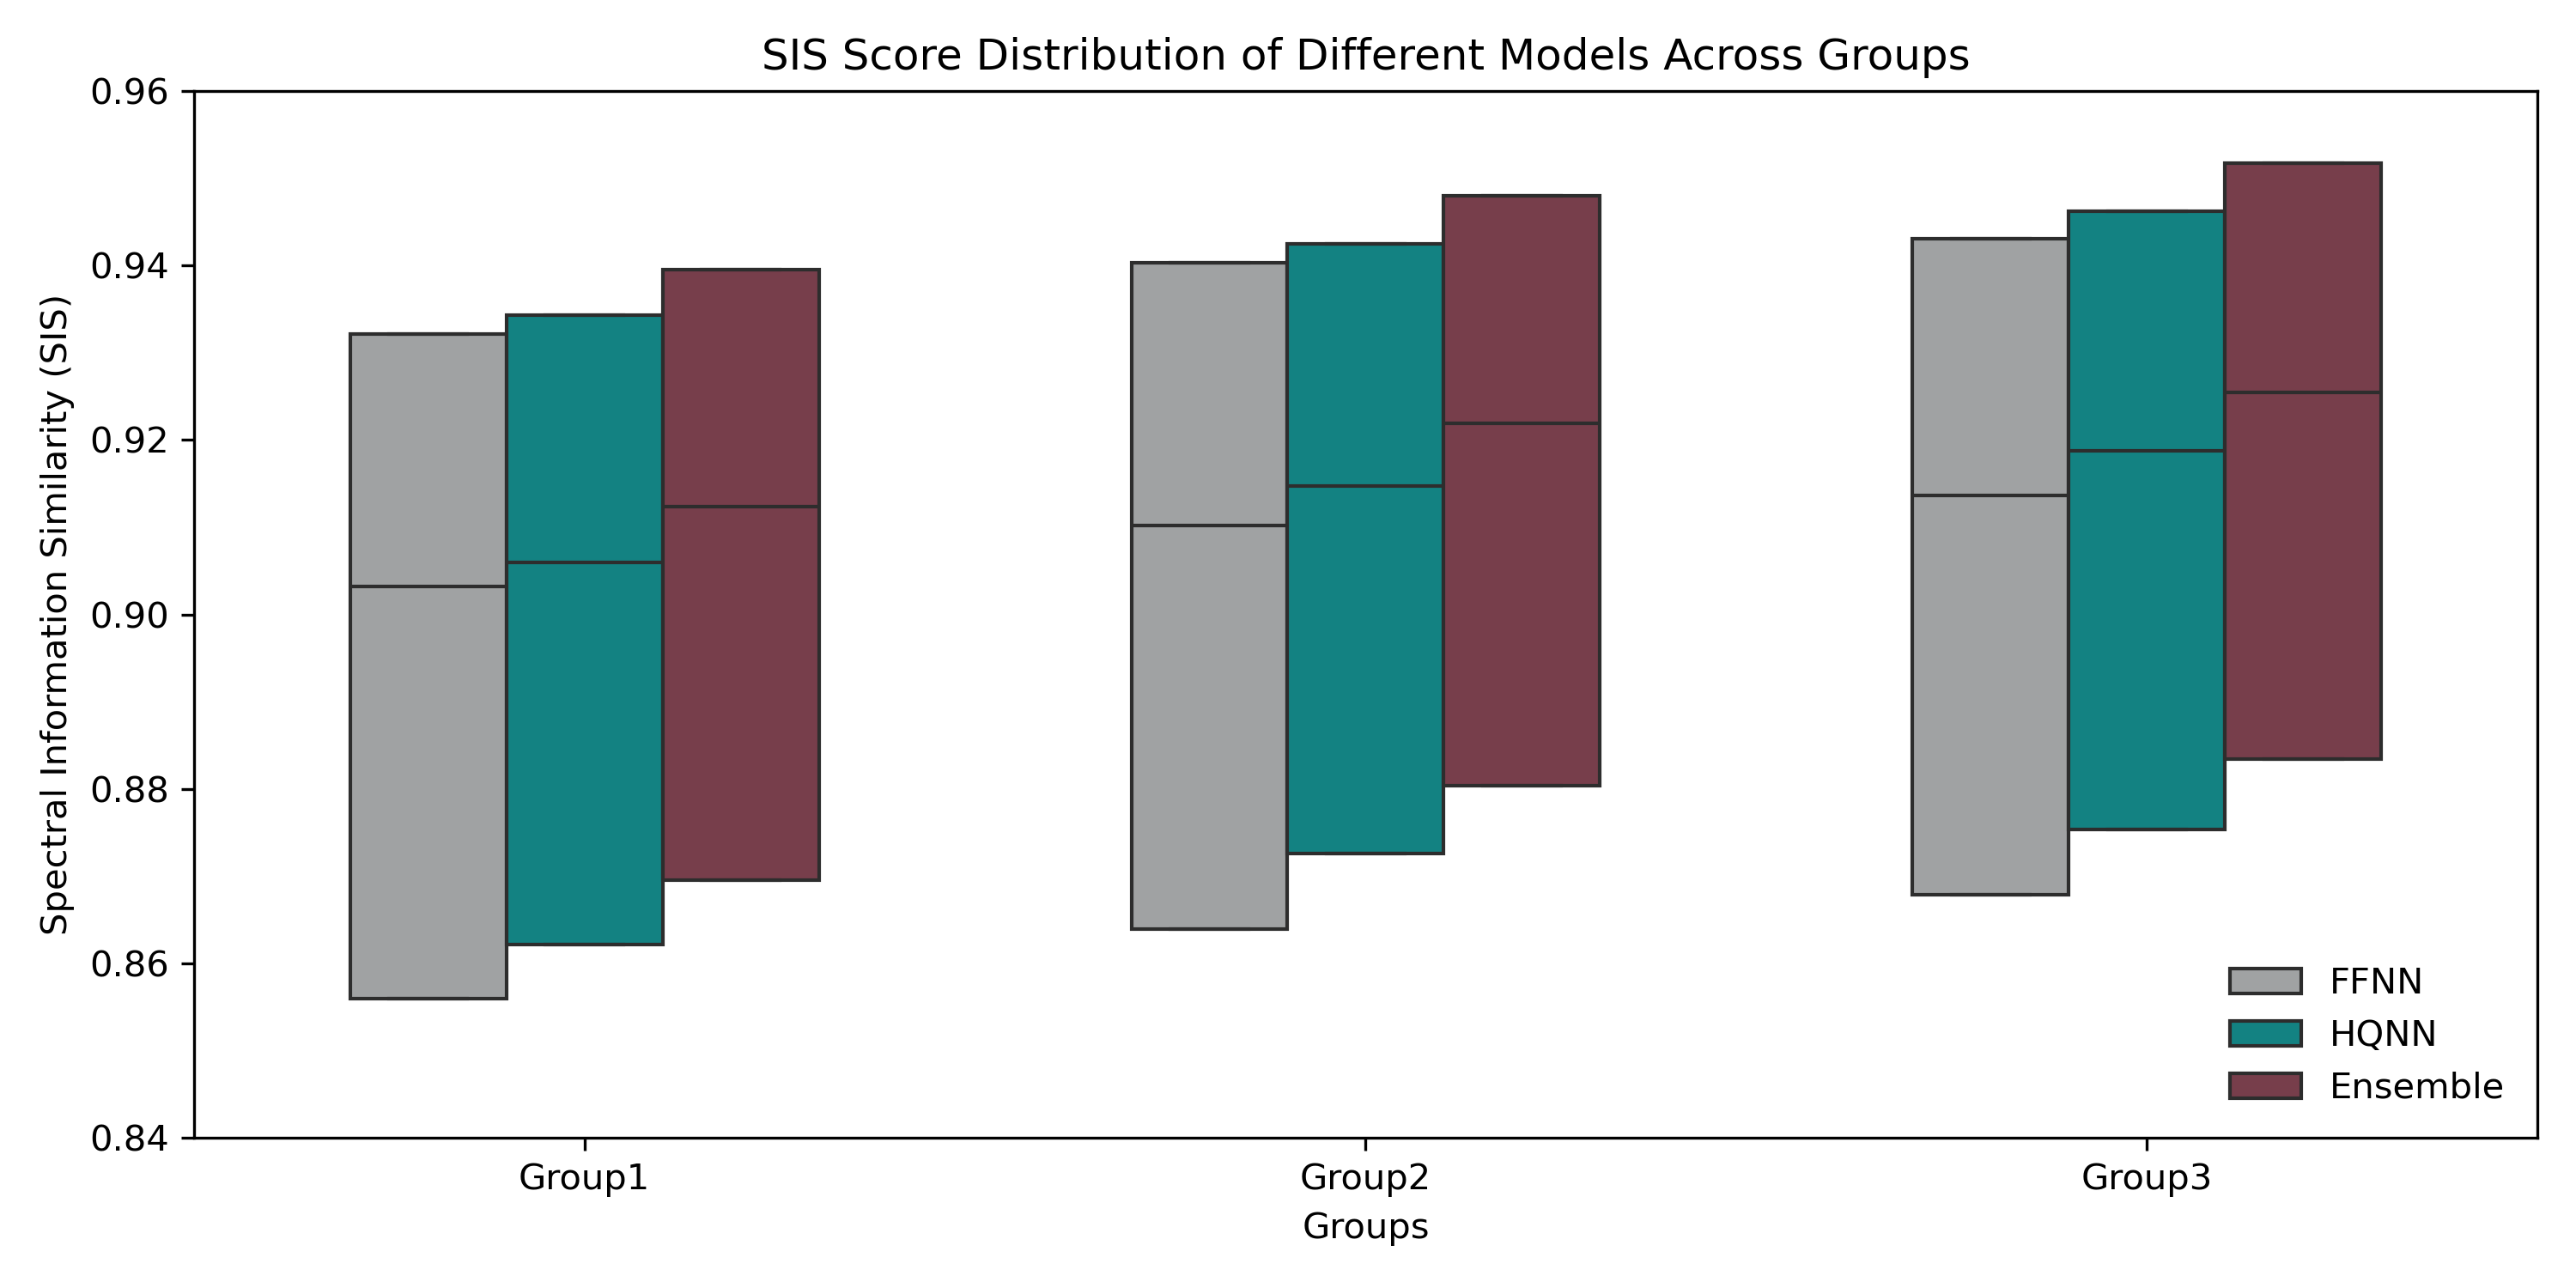 SIS Score Distribution of Different Models Across Groups
Spectral Information Similarity (SIS)
0.96
0.94
0.92
0.90
0.88
0.86
0.84
FFNN
HQNN
Ensemble
Group1
Group2
Group3
Groups